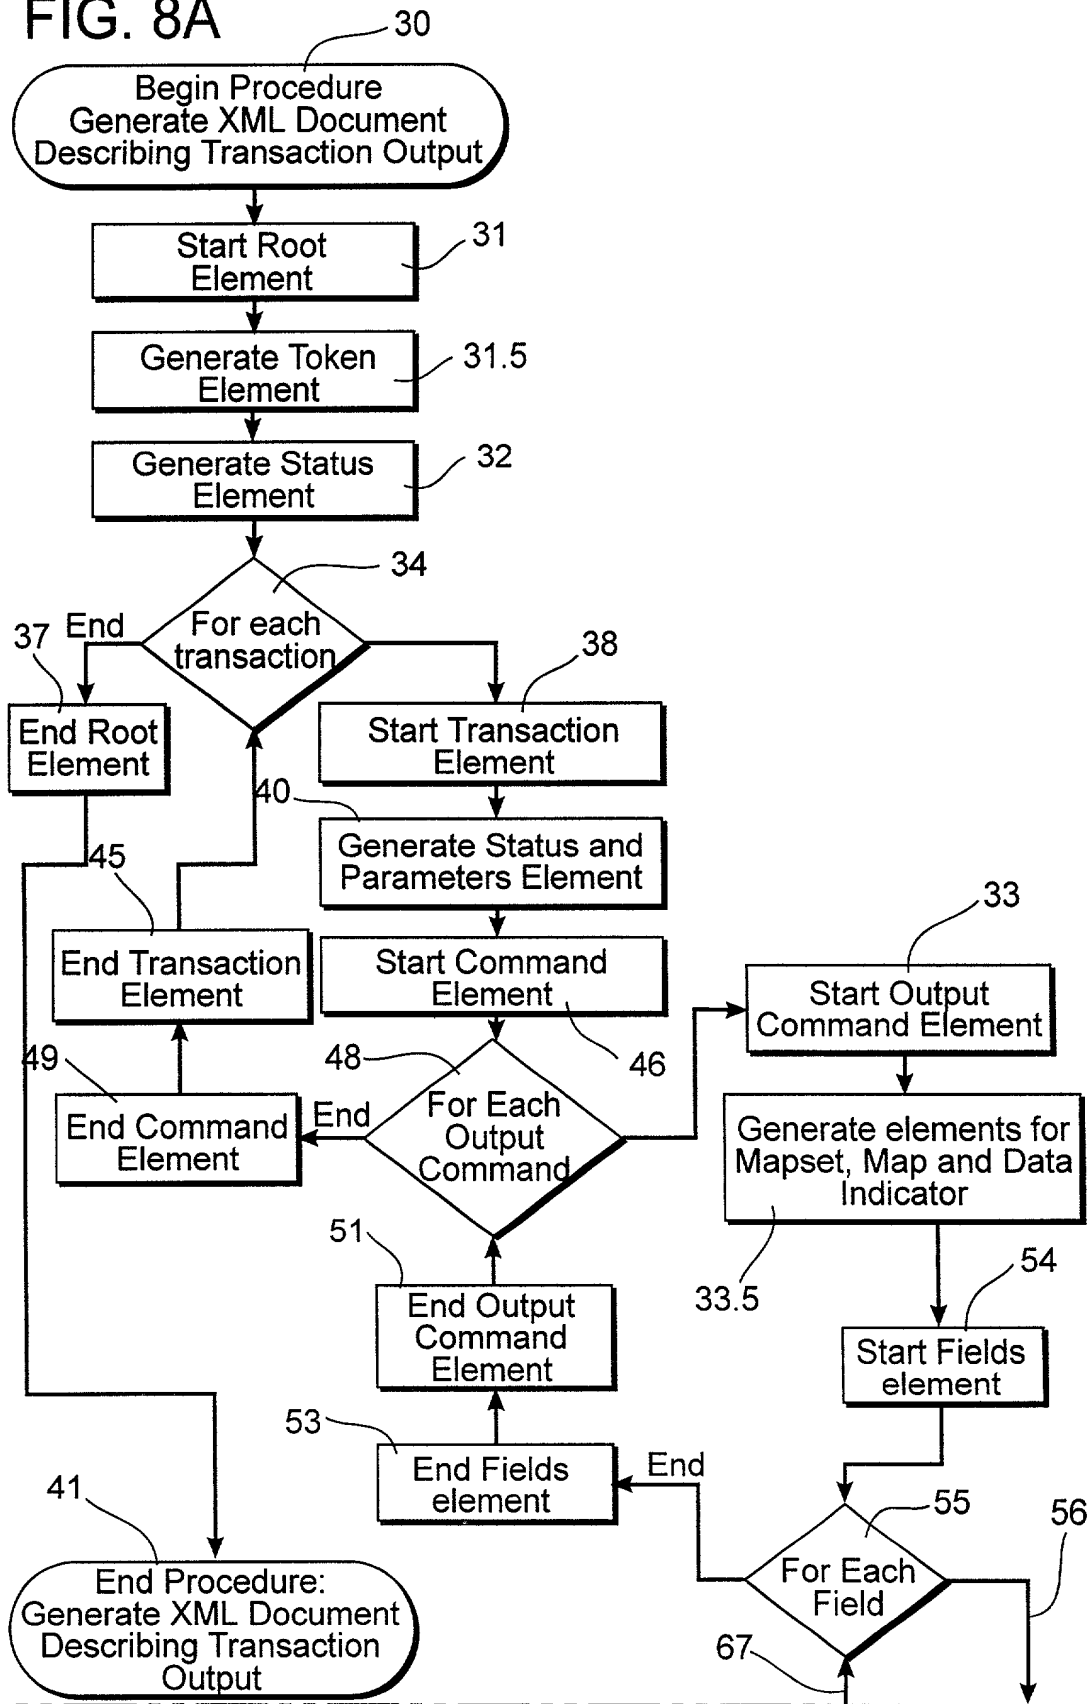 FIG. 8A
30
Begin Procedure
Generate XML Document
Describing Transaction Output
31
Start Root
Element
31.5
Generate Token
Element
32
Generate Status
Element
34
For each
transaction
End
37
End Root
Element
38
Start Transaction
Element
40
Generate Status and
Parameters Element
45
End Transaction
Element
Start Command
Element
46
33
Start Output
Command Element
49
End Command
Element
End
48
For Each
Output
Command
Generate elements for
Mapset, Map and Data
Indicator
33.5
51
End Output
Command
Element
54
Start Fields
element
53
End Fields
element
End
55
For Each
Field
56
67
41
End Procedure:
Generate XML Document
Describing Transaction
Output